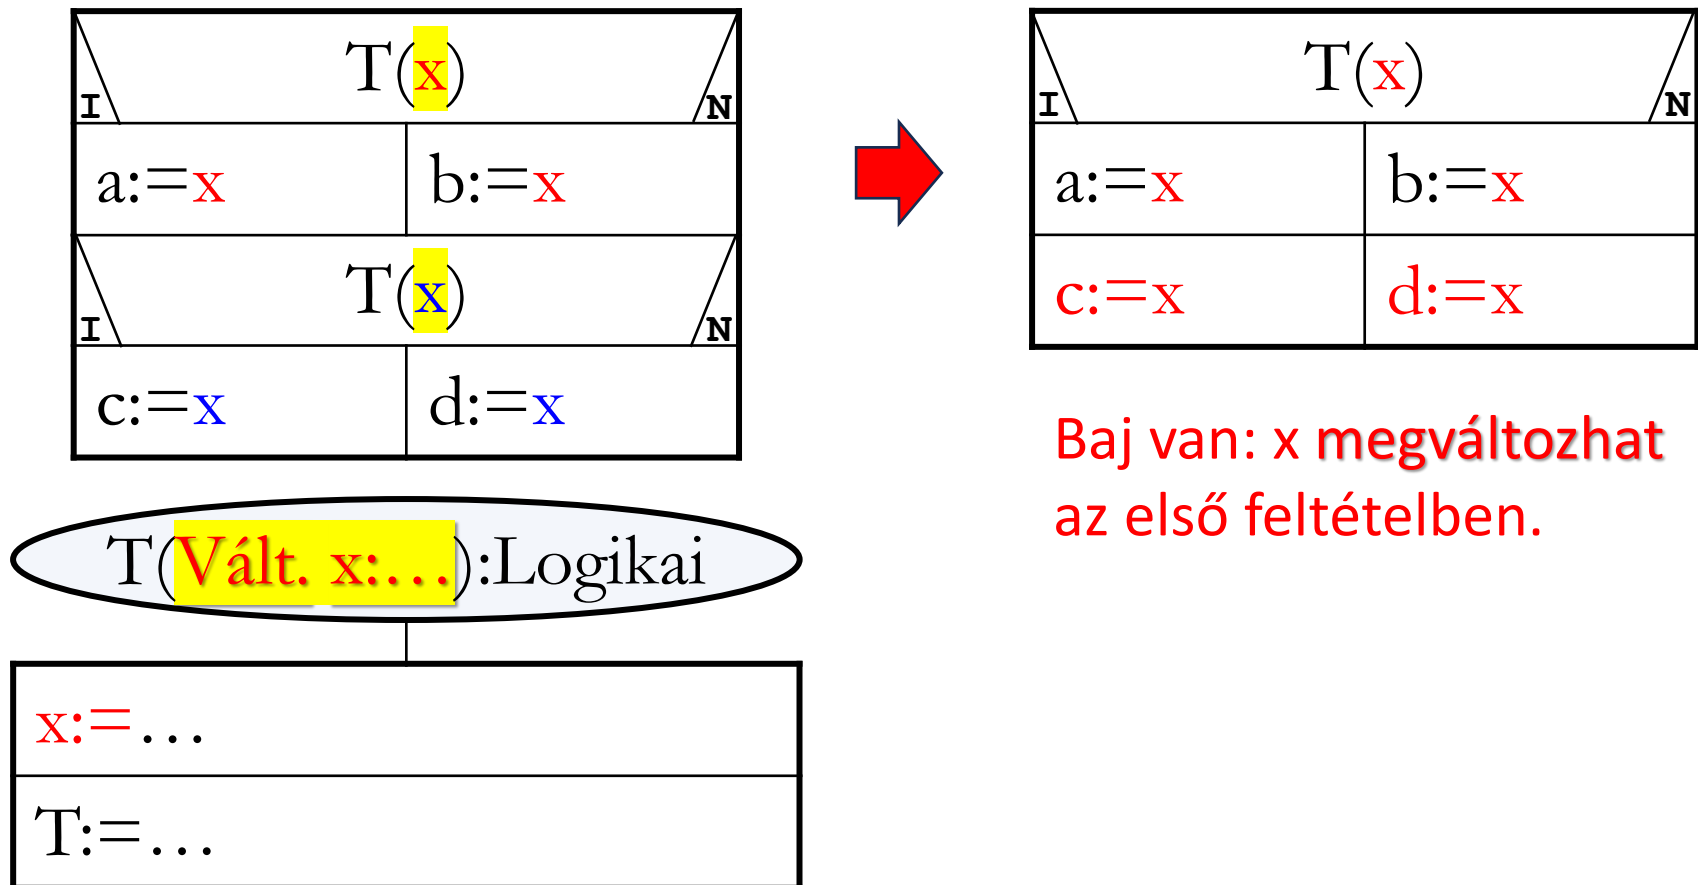 T(x)
I
N
a:=x
b:=x
T(x)
I
N
c:=x
d:=x
T(x)
I
N
a:=x
b:=x
c:=x
d:=x
Baj van: x megváltozhat
az első feltételben.
T(Vált. x:…):Logikai
x:=…
T:=…